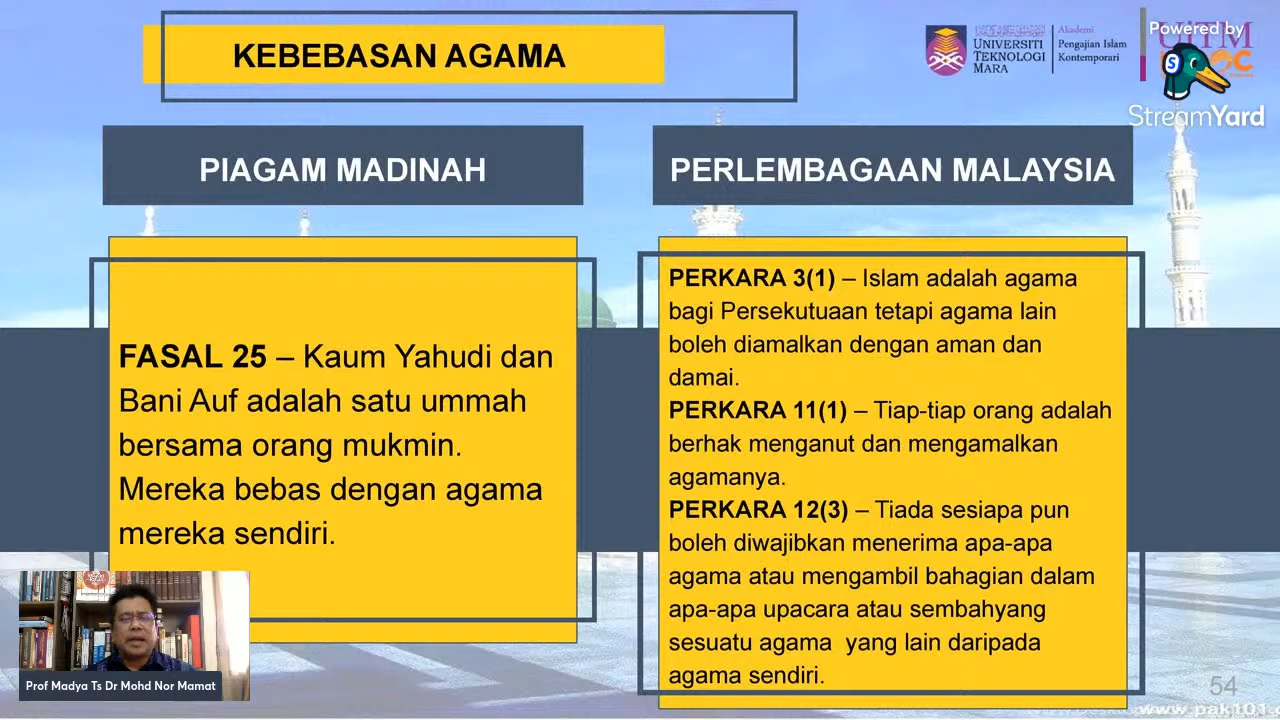 KEBEBASAN AGAMA
UNIVERSITI
TEKNOLOGI
MARA
Akademi
Pengajian Islam
Kontemporari
UiTM
Powered by
StreamYard
PIAGAM MADINAH
PERLEMBAGAAN MALAYSIA
FASAL 25 – Kaum Yahudi dan
Bani Auf adalah satu ummah
bersama orang mukmin.
Mereka bebas dengan agama
mereka sendiri.
PERKARA 3(1) – Islam adalah agama
bagi Persekutuaan tetapi agama lain
boleh diamalkan dengan aman dan
damai.
PERKARA 11(1) – Tiap-tiap orang adalah
berhak menganut dan mengamalkan
agamanya.
PERKARA 12(3) – Tiada sesiapa pun
boleh diwajibkan menerima apa-apa
agama atau mengambil bahagian dalam
apa-apa upacara atau sembahyang
sesuatu agama yang lain daripada
agama sendiri.
Prof Madya Ts Dr Mohd Nor Mamat
54